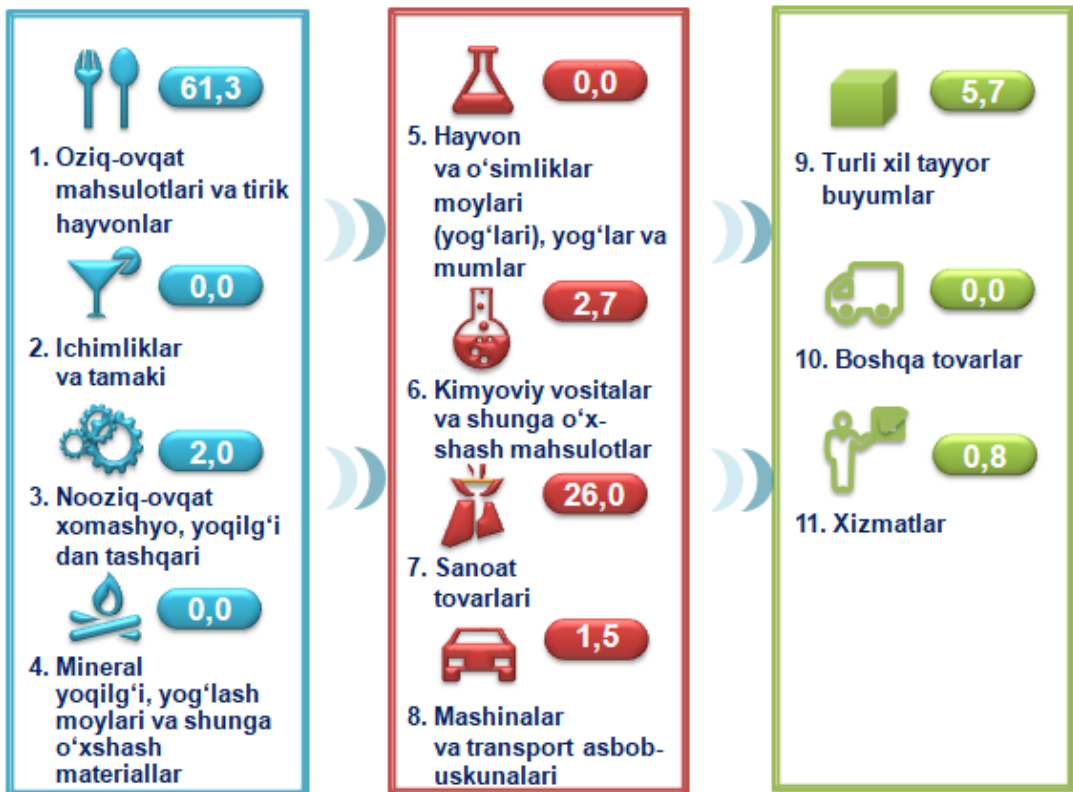 61,3
1. Oziq-ovqat
mahsulotlari va tirik
hayvonlar
0,0
2. Ichimliklar
va tamaki
2,0
3. Nooziq-ovqat
xomashyo, yoqilg‘i
dan tashqari
0,0
4. Mineral
yoqilg‘i, yog‘lash
moylari va shunga
o‘xshash
materiallar
0,0
5. Hayvon
va o‘simliklar
moylari
(yog‘lari), yog‘lar va
mumlar
2,7
6. Kimyoviy vositalar
va shunga o‘x-
shash mahsulotlar
26,0
7. Sanoat
tovarlari
1,5
8. Mashinalar
va transport asbob-
uskunalari
5,7
9. Turli xil tayyor
buyumlar
0,0
10. Boshqa tovarlar
0,8
11. Xizmatlar